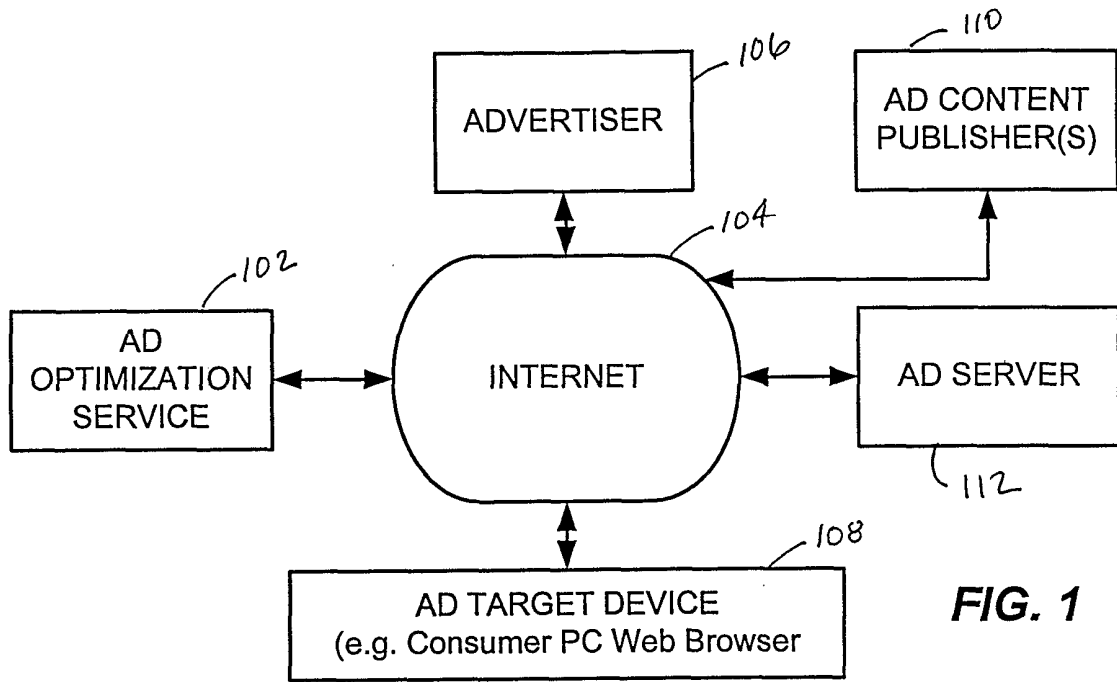 110
106
ADVERTISER
AD CONTENT
PUBLISHER(S)
104
102
AD
OPTIMIZATION
SERVICE
INTERNET
AD SERVER
112
108
AD TARGET DEVICE
(e.g. Consumer PC Web Browser
FIG. 1